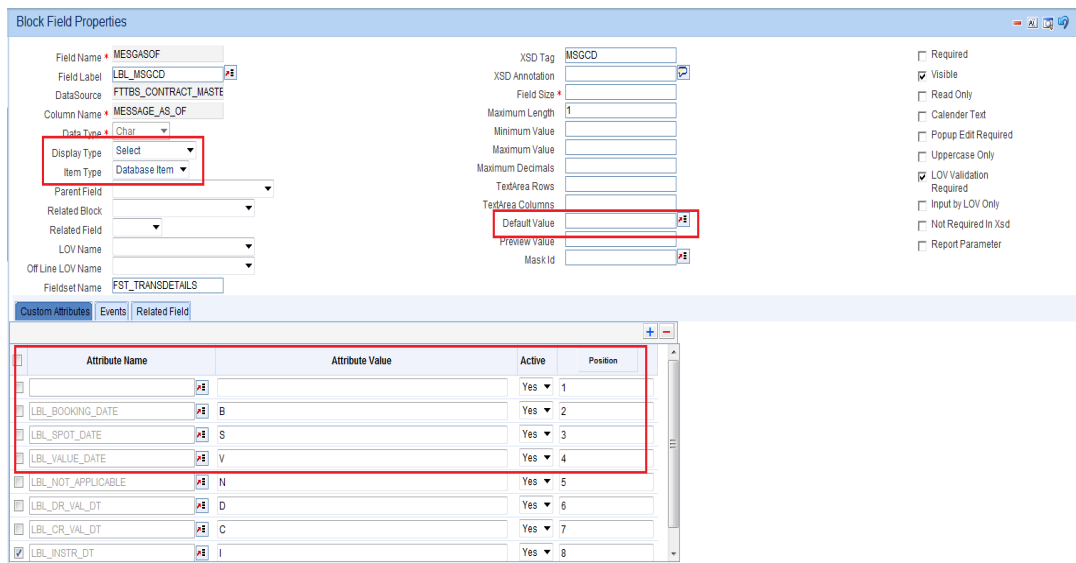 Block Field Properties
Field Name * MESGASOF
Field Label LBL_MSGCD
DataSource FTTBS_CONTRACT_MASTE
Column Name * MESSAGE_AS_OF
Data Type * Char
Display Type Select
Item Type Database Item
Parent Field
Related Block
Related Field
LOV Name
Off Line LOV Name
Fieldset Name FST_TRANSDETAILS
XSD Tag MSGCD
XSD Annotation
Field Size *
Maximum Length 1
Minimum Value
Maximum Value
Maximum Decimals
TextArea Rows
TextArea Columns
Default Value
Preview Value
Mask Id
Required
Visible
Read Only
Calender Text
Popup Edit Required
Uppercase Only
LOV Validation
Required
Input by LOV Only
Not Required In Xsd
Report Parameter
Custom Attributes Events Related Field
Attribute Name Attribute Value Active Position
Yes 1
LBL_BOOKING_DATE B Yes 2
LBL_SPOT_DATE S Yes 3
LBL_VALUE_DATE V Yes 4
LBL_NOT_APPLICABLE N Yes 5
LBL_DR_VAL_DT D Yes 6
LBL_CR_VAL_DT C Yes 7
LBL_INSTR_DT I Yes 8